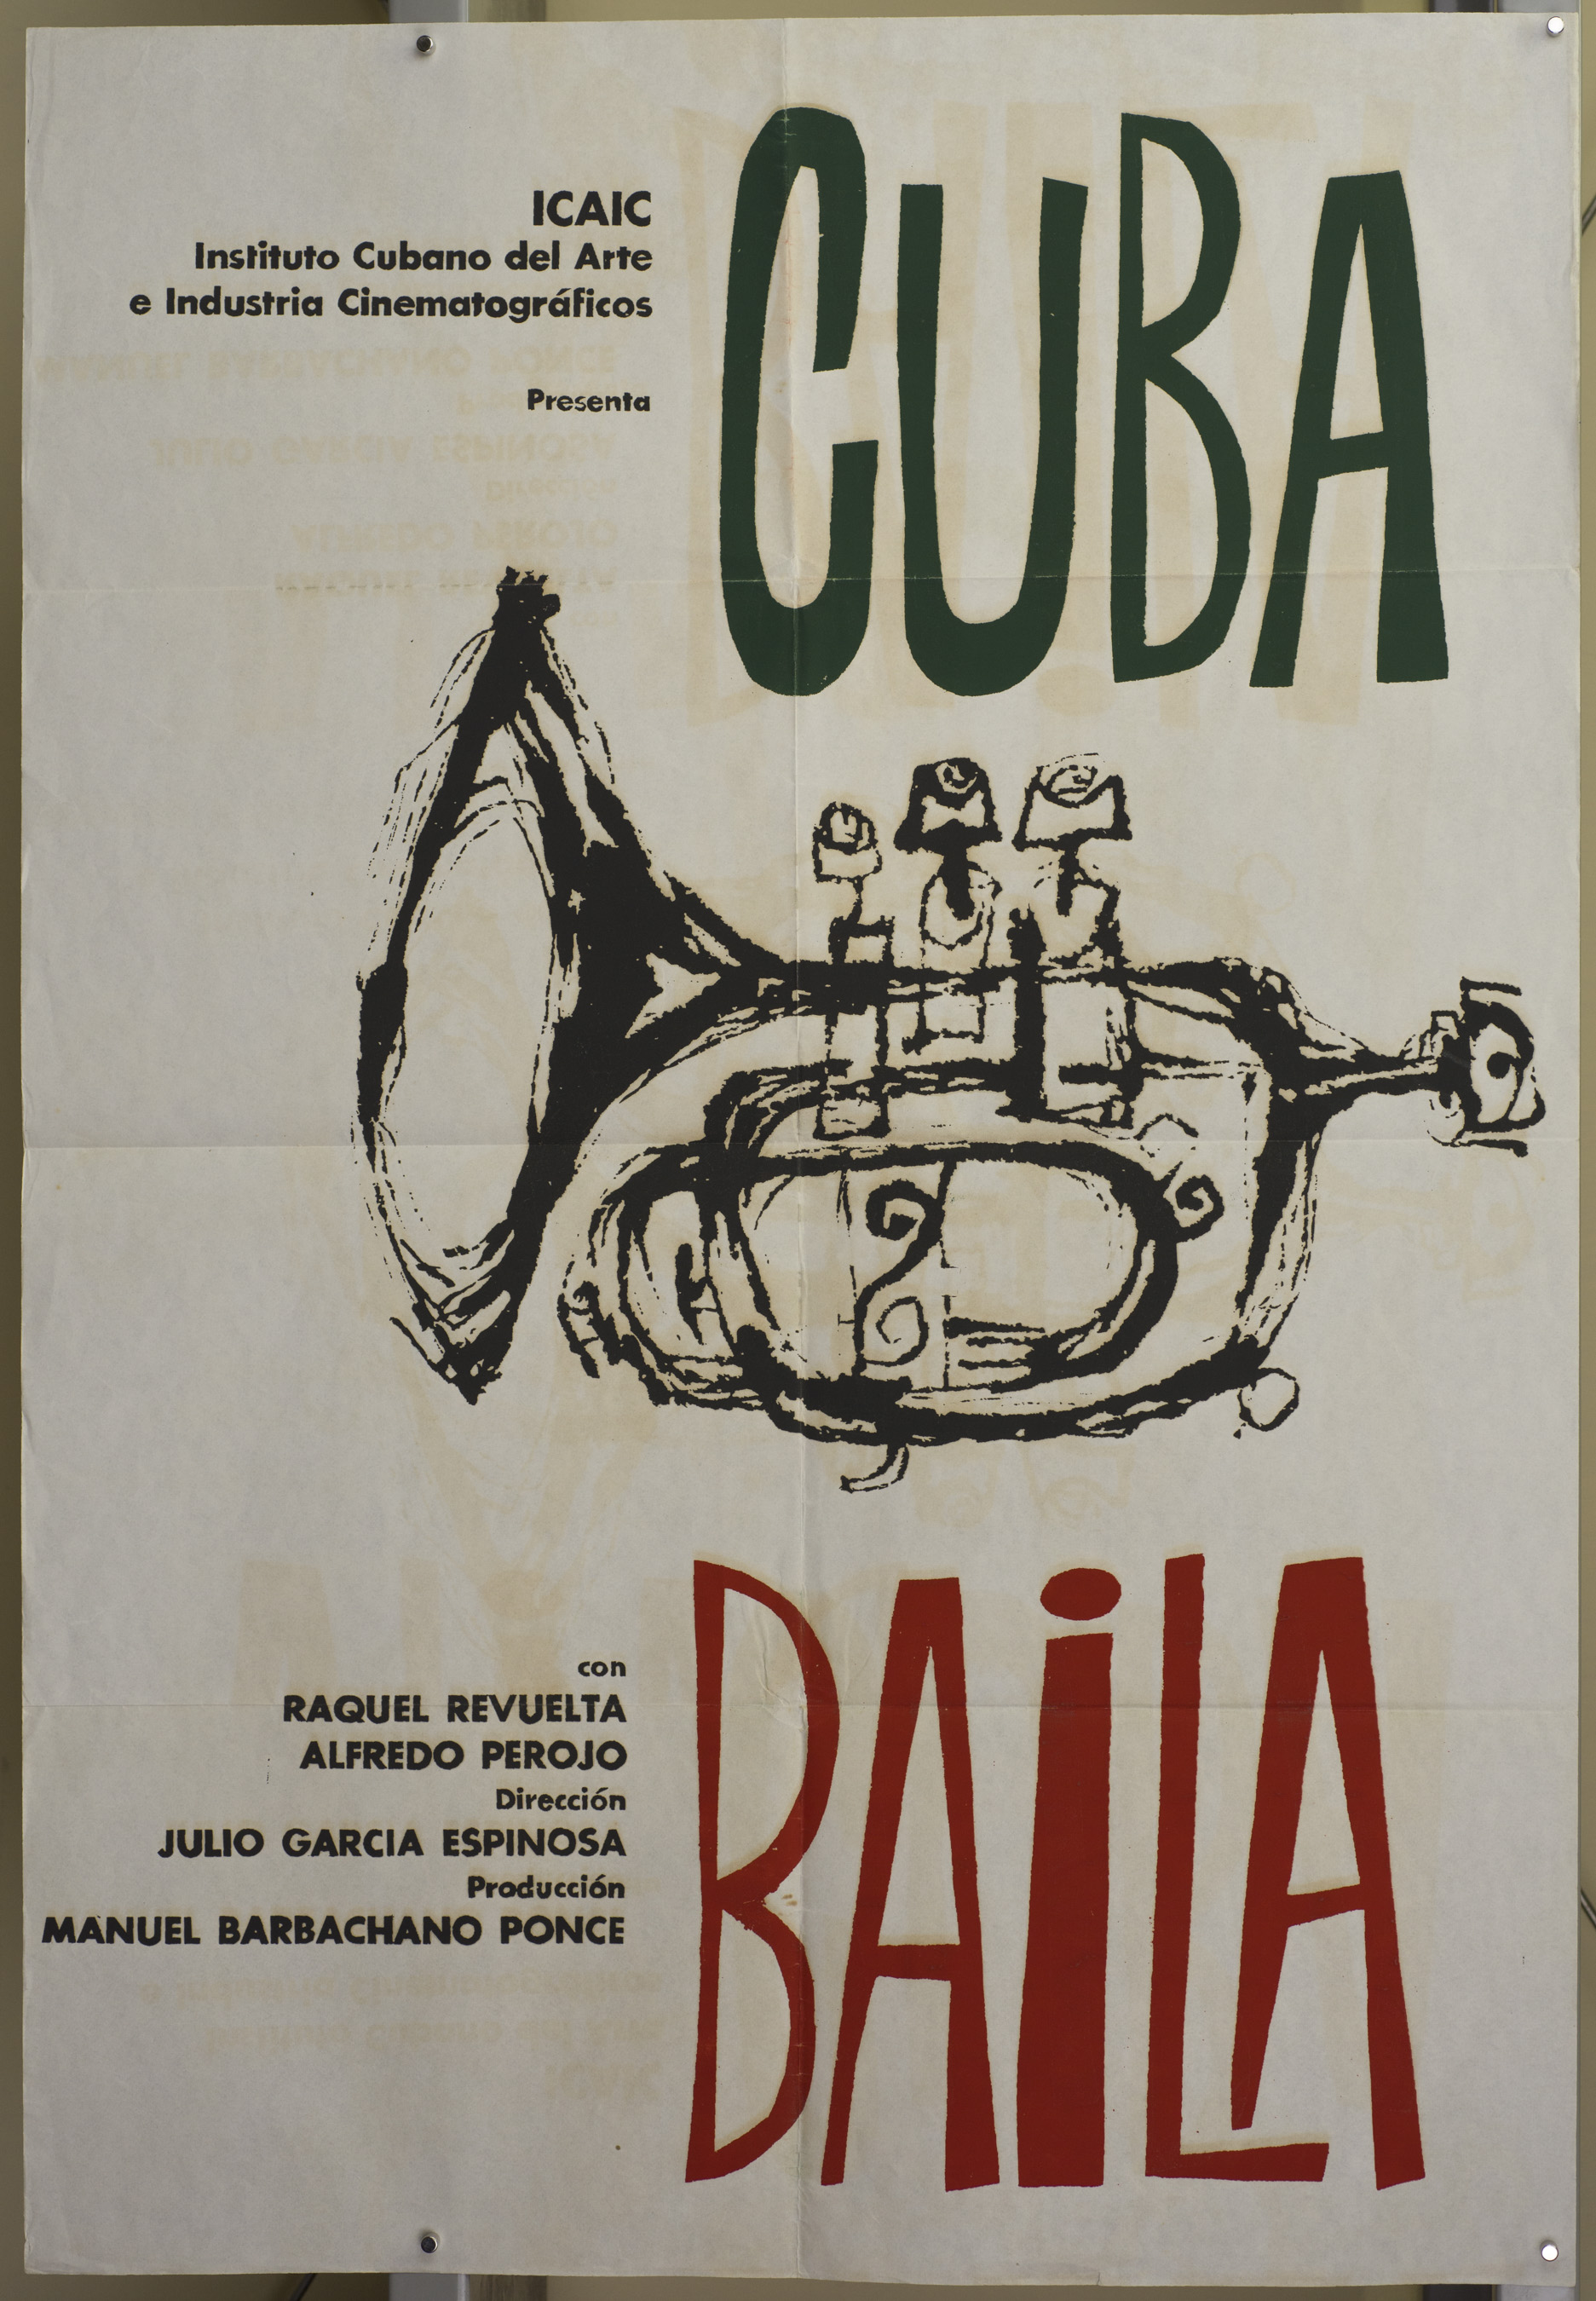 ICAIC
Instituto Cubano del Arte
e Industria Cinematográficos
Presenta
CUBA
BAiLA
con
RAQUEL REVUELTA
ALFREDO PEROJO
Dirección
JULIO GARCIA ESPINOSA
Producción
MANUEL BARBACHANO PONCE